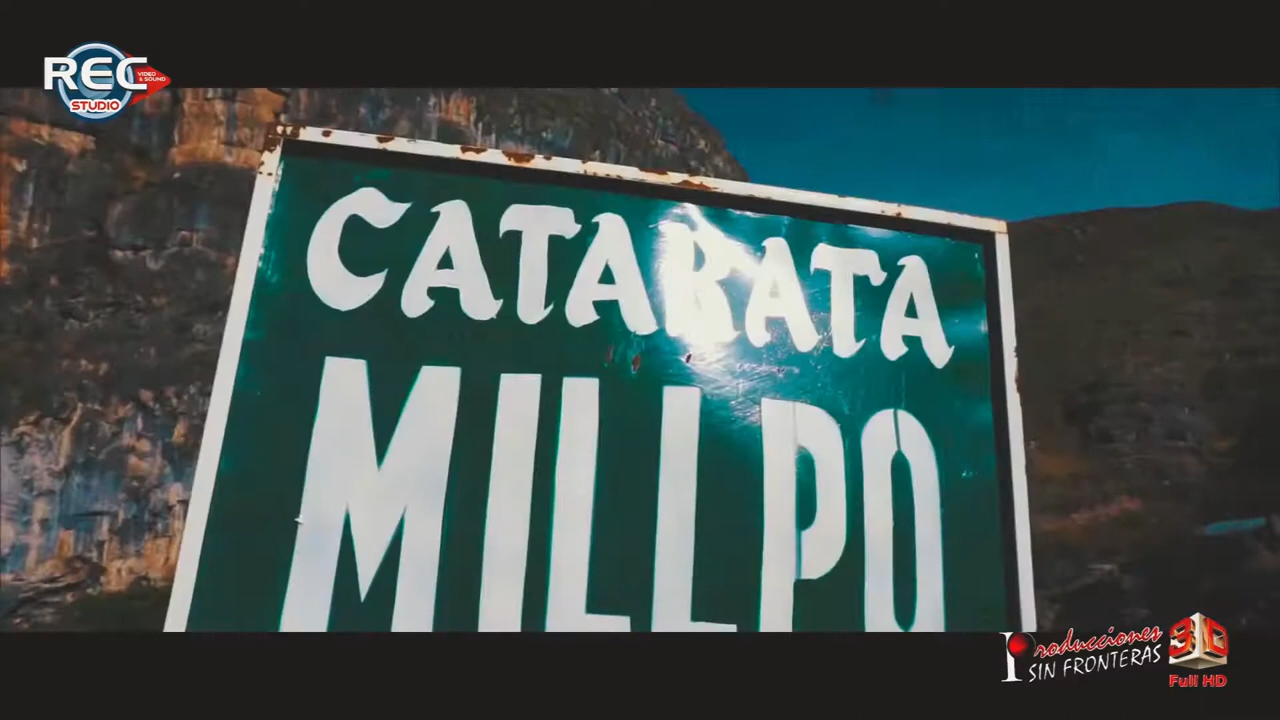 REC
VIDEO
& SOUND
STUDIO
CATARATA
MILLPO
Producciones
SIN FRONTERAS
3D
Full HD